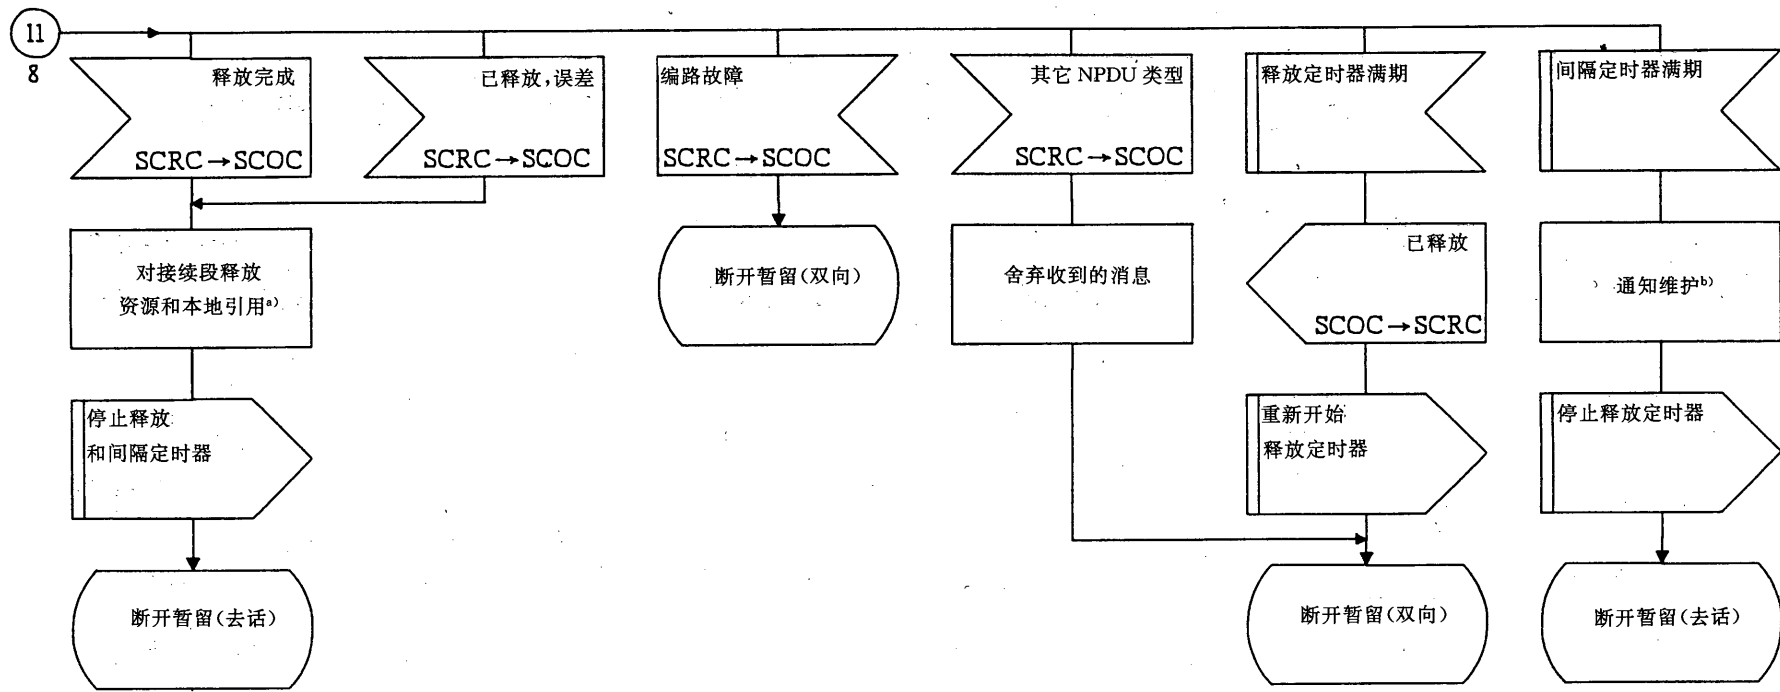 11
8
释放完成
SCRC→SCOC
已释放,误差
SCRC→SCOC
编路故障
SCRC→SCOC
其它 NPDU 类型
SCRC→SCOC
释放定时器满期
间隔定时器满期
对接续段释放
资源和本地引用a)
断开暂留(双向)
舍弃收到的消息
已释放
SCOC→SCRC
通知维护b)
停止释放
和间隔定时器
重新开始
释放定时器
停止释放定时器
断开暂留(去话)
断开暂留(双向)
断开暂留(去话)